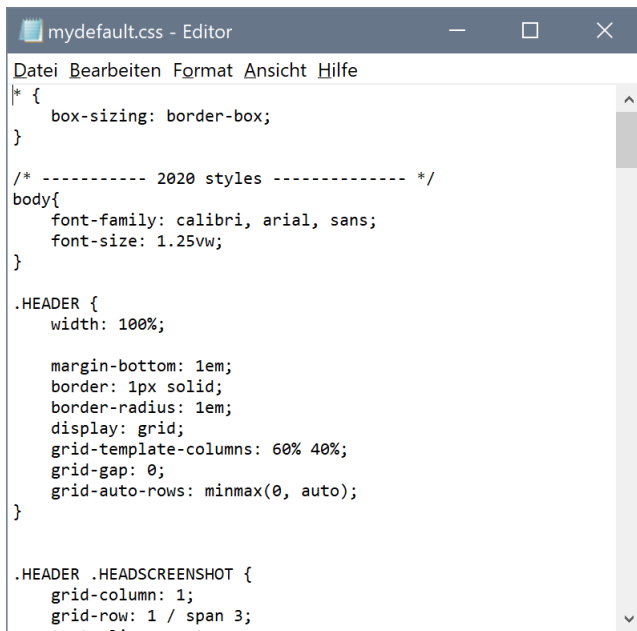 mydefault.css - Editor
Datei Bearbeiten Format Ansicht Hilfe
* {
    box-sizing: border-box;
}

/* ----------- 2020 styles -------------- */
body{
    font-family: calibri, arial, sans;
    font-size: 1.25vw;
}

.HEADER {
    width: 100%;

    margin-bottom: 1em;
    border: 1px solid;
    border-radius: 1em;
    display: grid;
    grid-template-columns: 60% 40%;
    grid-gap: 0;
    grid-auto-rows: minmax(0, auto);
}


.HEADER .HEADSCREENSHOT {
    grid-column: 1;
    grid-row: 1 / span 3;